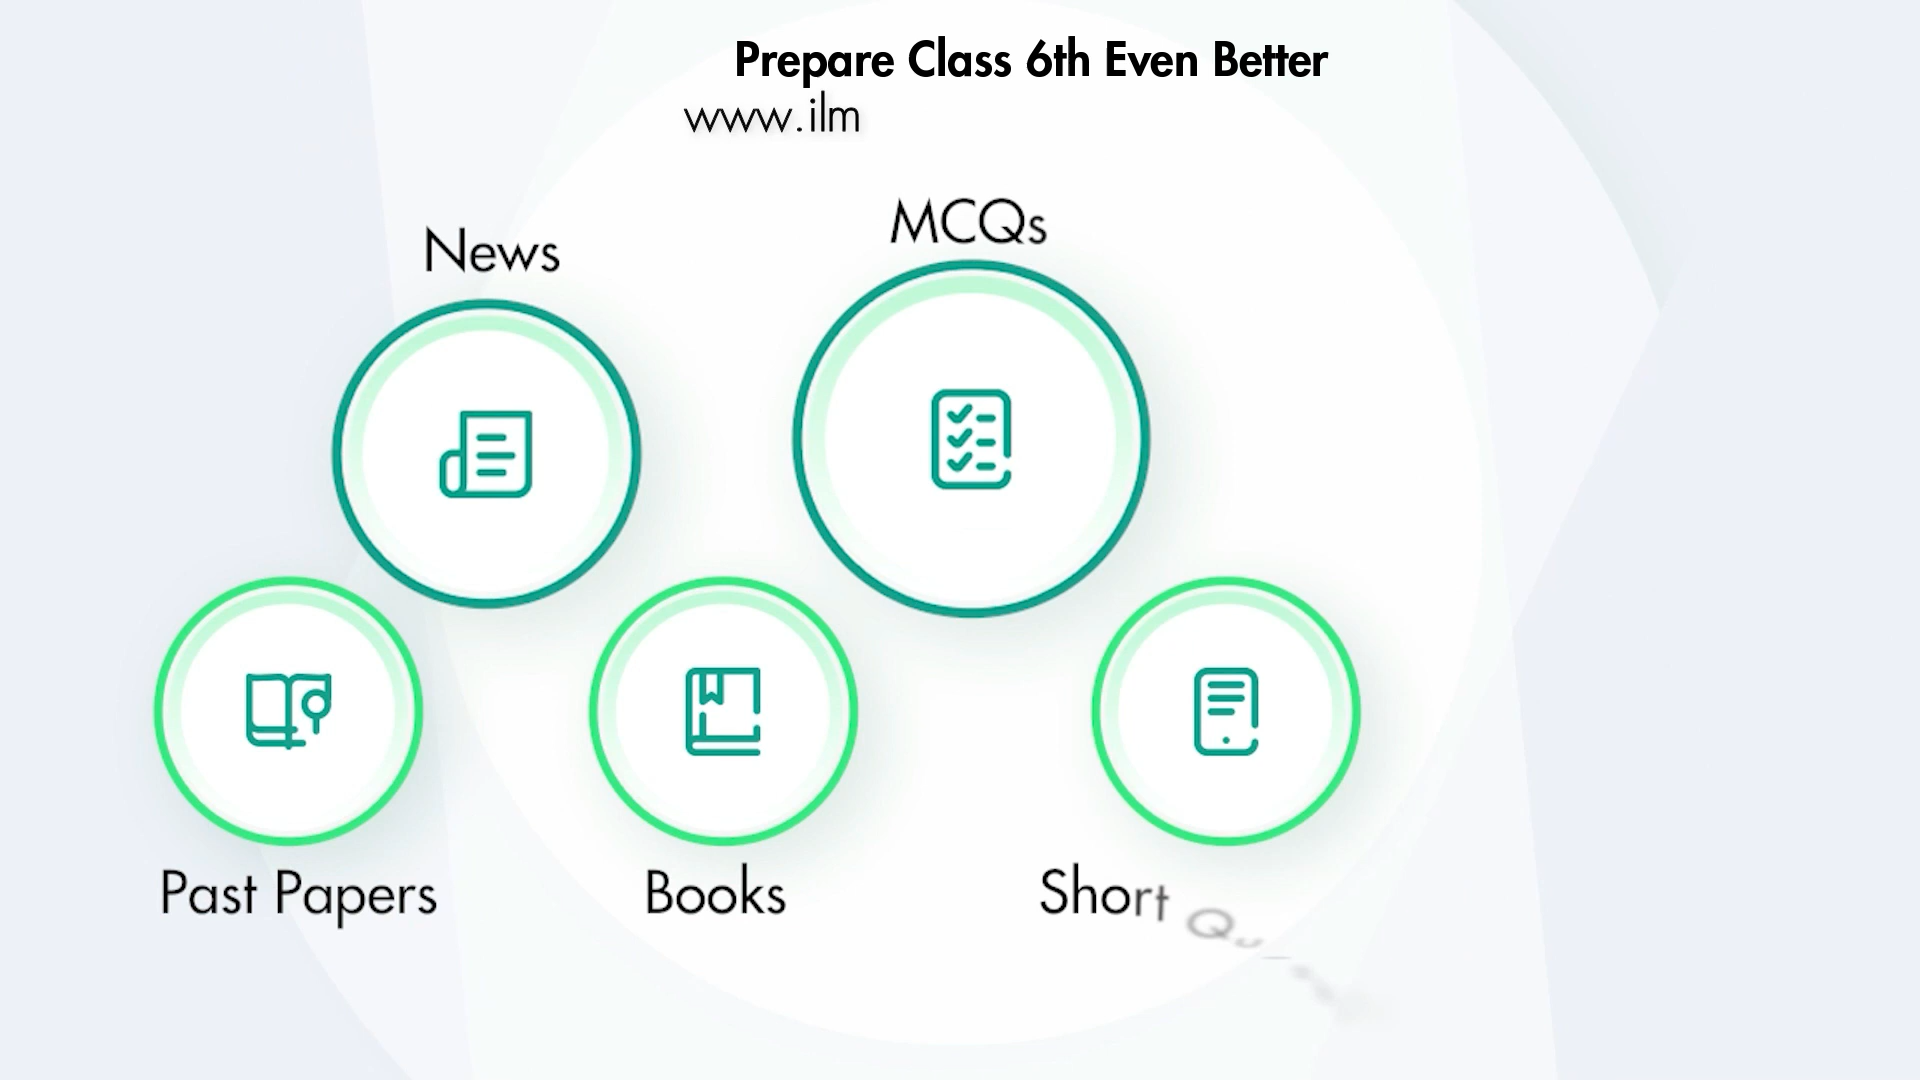 Prepare Class 6th Even Better
www.ilm
News
MCQs
Past Papers
Books
Short